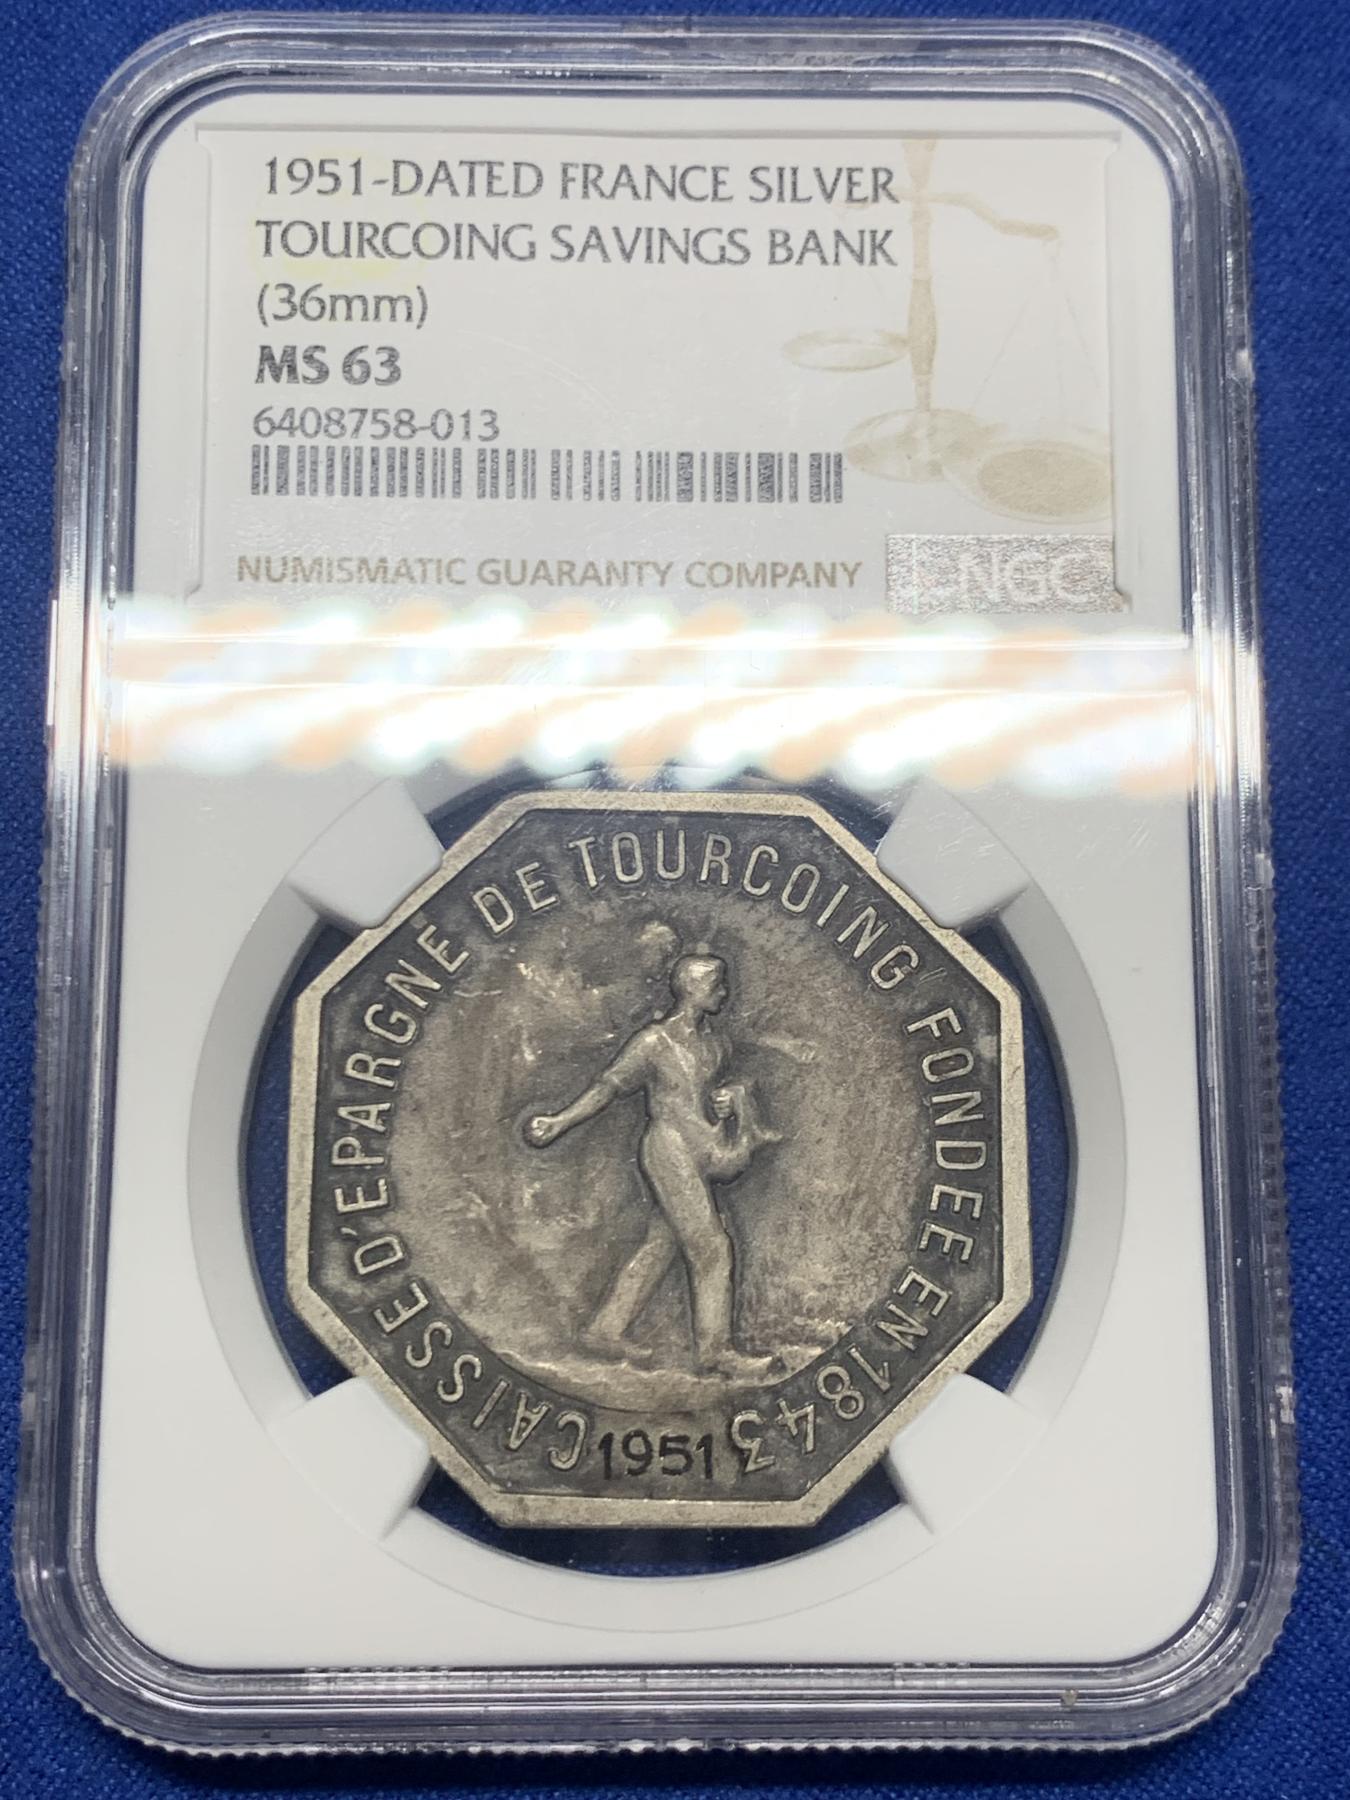 1951-DATED FRANCE SILVER
TOURCOING SAVINGS BANK
(36mm)
MS 63
6408758-013
NUMISMATIC GUARANTY COMPANY
NGC
CAISSE D'EPARGNE DE TOURCOING FONDEE EN 1843
1951